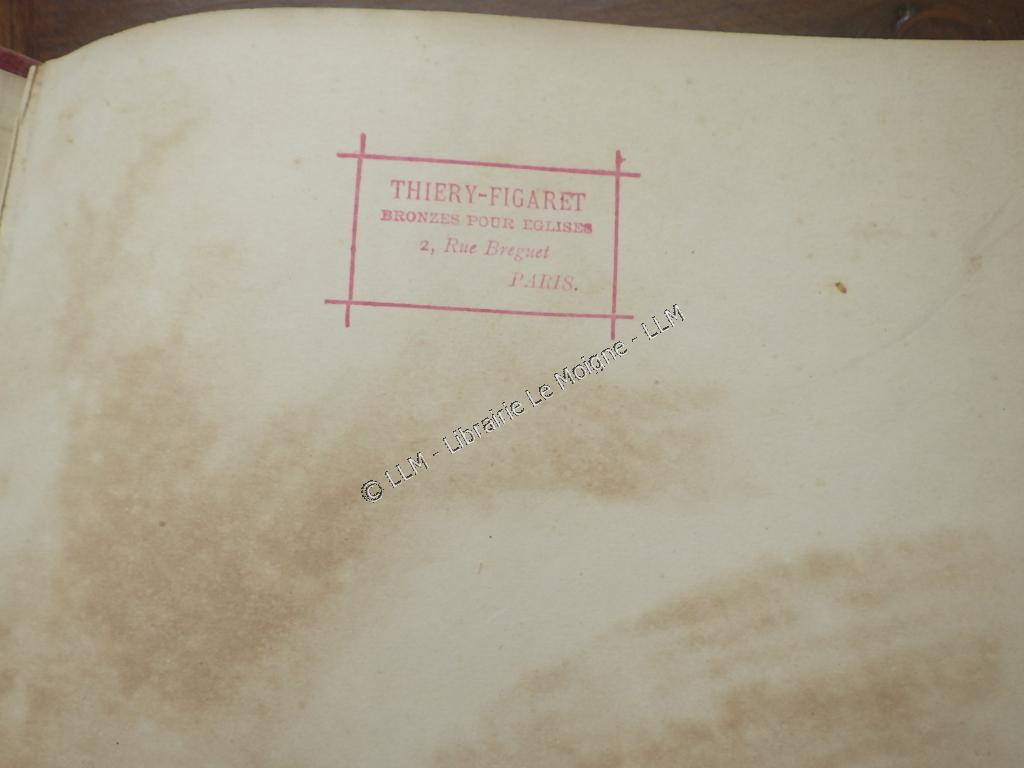 THIERY-FIGARET
BRONZES POUR EGLISES
2, Rue Breguet
PARIS.
© LLM - Librairie Le Moigne - LLM